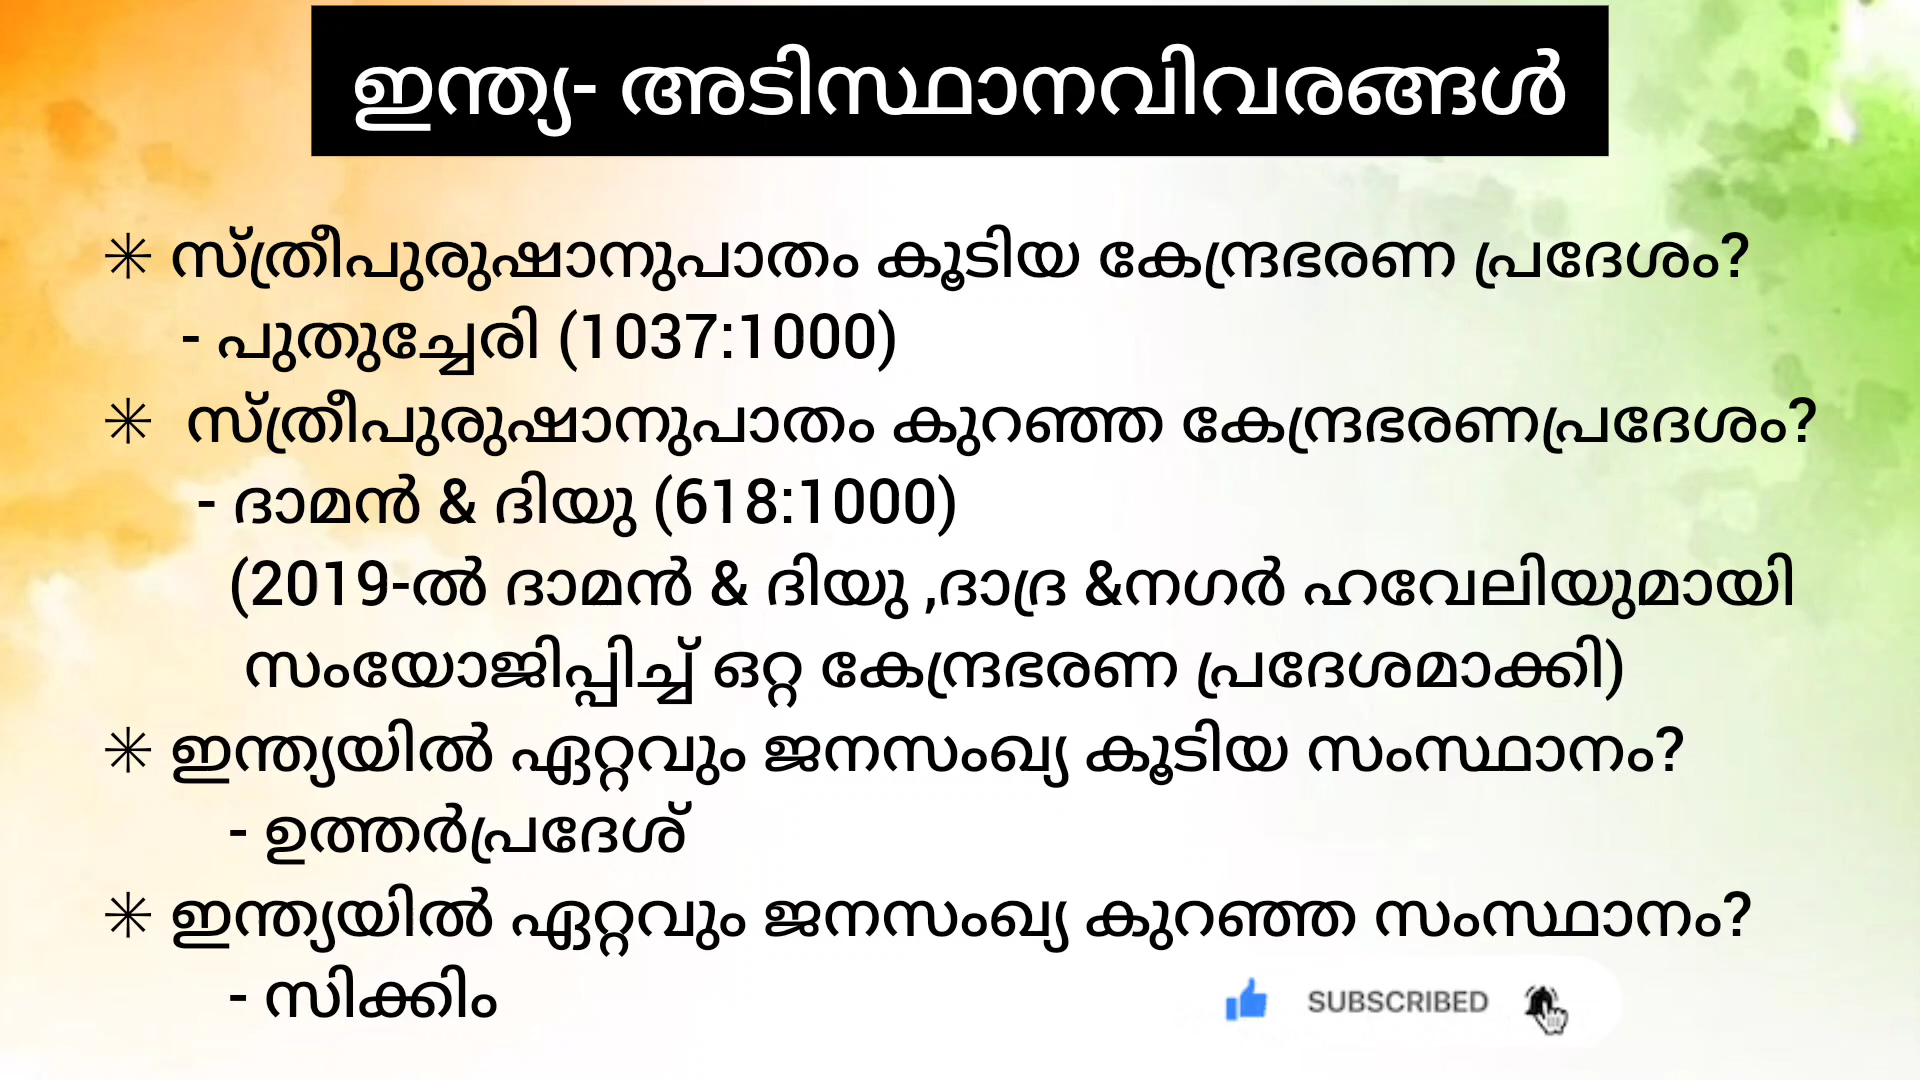 ഇന്ത്യ- അടിസ്ഥാനവിവരങ്ങൾ
✳ സ്ത്രീപുരുഷാനുപാതം കൂടിയ കേന്ദ്രഭരണ പ്രദേശം?
- പുതുച്ചേരി (1037:1000)
✳ സ്ത്രീപുരുഷാനുപാതം കുറഞ്ഞ കേന്ദ്രഭരണപ്രദേശം?
- ദാമൻ & ദിയു (618:1000)
(2019-ൽ ദാമൻ & ദിയു ,ദാദ്ര &നഗർ ഹവേലിയുമായി
സംയോജിപ്പിച്ച് ഒറ്റ കേന്ദ്രഭരണ പ്രദേശമാക്കി)
✳ ഇന്ത്യയിൽ ഏറ്റവും ജനസംഖ്യ കൂടിയ സംസ്ഥാനം?
- ഉത്തർപ്രദേശ്
✳ ഇന്ത്യയിൽ ഏറ്റവും ജനസംഖ്യ കുറഞ്ഞ സംസ്ഥാനം?
- സിക്കിം
SUBSCRIBED